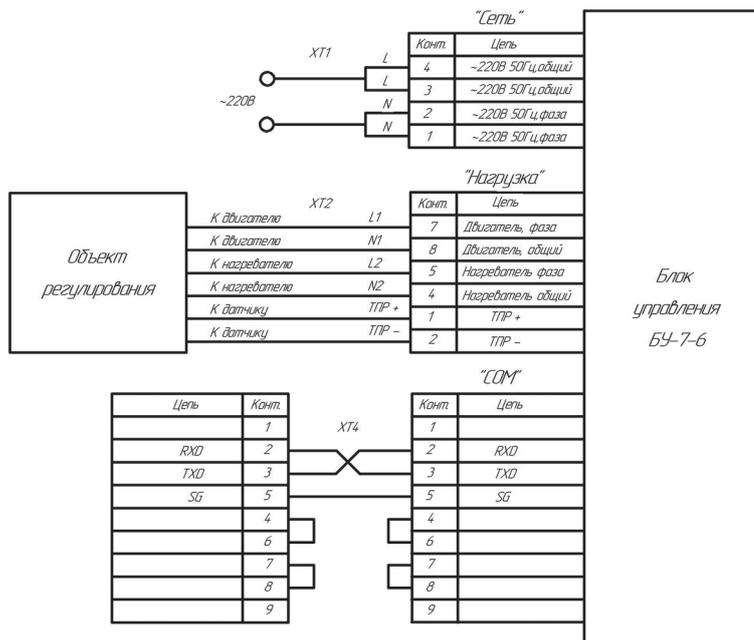 "Сеть"
ХТ1
Конт. Цепь
L 4 ~220В 50Гц,общий
L 3 ~220В 50Гц,общий
~220В
N 2 ~220В 50Гц,фаза
N 1 ~220В 50Гц,фаза
"Нагрузка"
ХТ2
Конт. Цепь
К двигателю L1 7 Двигатель, фаза
К двигателю N1 8 Двигатель, общий
К нагревателю L2 5 Нагреватель фаза
К нагревателю N2 4 Нагреватель общий
К датчику ТПР + 1 ТПР +
К датчику ТПР – 2 ТПР –
Объект
регулирования
Блок
управления
БУ-7-6
"СОМ"
Цепь Конт. Конт. Цепь
1 ХТ4 1
RXD 2 2 RXD
TXD 3 3 TXD
SG 5 5 SG
4 4
6 6
7 7
8 8
9 9